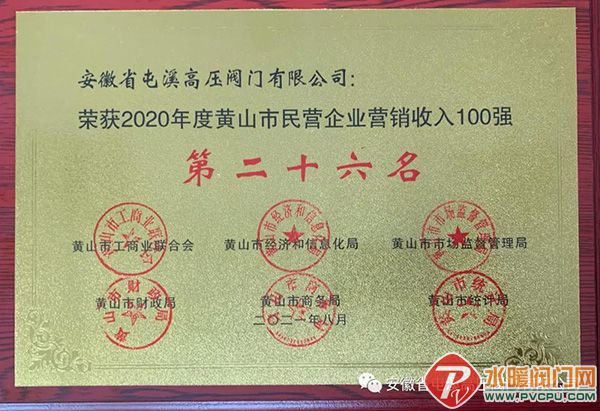 安徽省屯溪高压阀门有限公司：
荣获2020年度黄山市民营企业营销收入100强
第二十六名
黄山市工商业联合会 黄山市经济和信息化局 黄山市市场监督管理局
黄山市财政局 黄山市商务局 黄山市统计局
二〇二一年八月
安徽省屯
水暖阀门网
WWW.PVCPU.COM